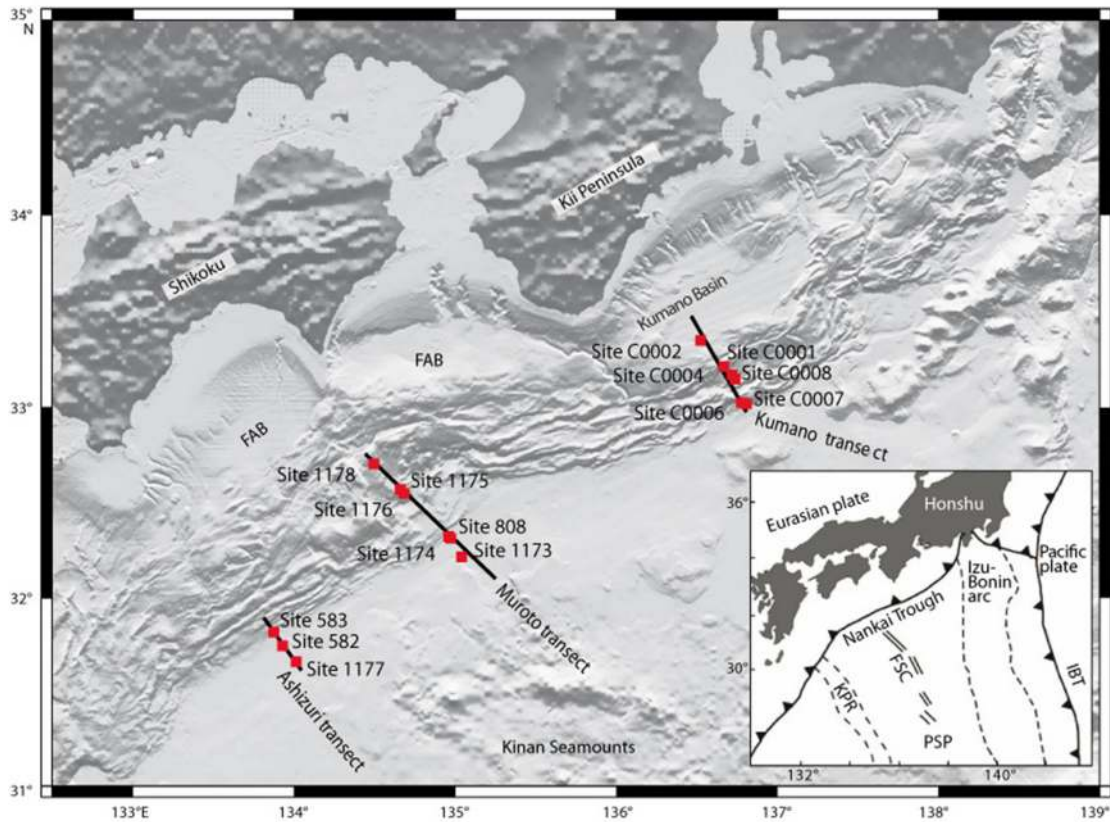 35°
N
34°
33°
32°
31°
133°E
134°
135°
136°
137°
138°
139°
Shikoku
Kii Peninsula
Kumano Basin
FAB
FAB
Site C0002
Site C0001
Site C0004
Site C0008
Site C0006
Site C0007
Kumano transect
Site 1178
Site 1175
Site 1176
Site 808
Site 1174
Site 1173
Muroto transect
Site 583
Site 582
Site 1177
Ashizuri transect
Kinan Seamounts
36°
Eurasian plate
Honshu
Pacific
plate
Izu-
Bonin
arc
Nankai Trough
30°
FSC
KPR
IBT
PSP
132°
140°